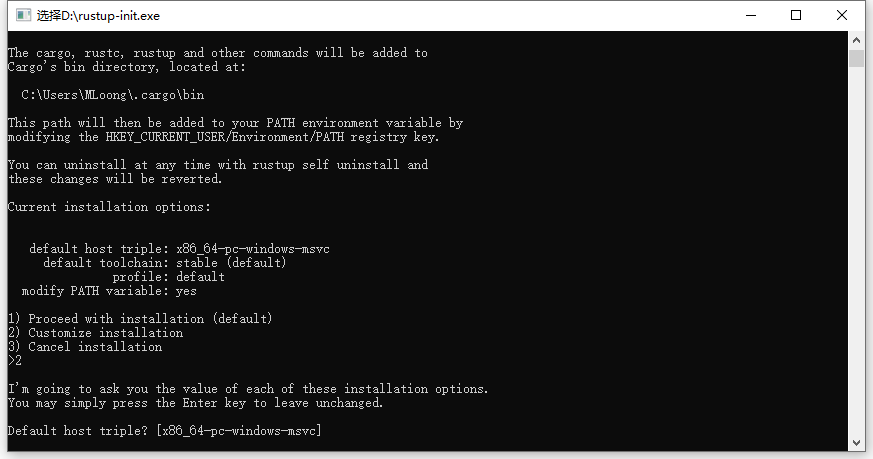 选择D:\rustup-init.exe
The cargo, rustc, rustup and other commands will be added to
Cargo's bin directory, located at:
C:\Users\MLoong\.cargo\bin
This path will then be added to your PATH environment variable by
modifying the HKEY_CURRENT_USER/Environment/PATH registry key.
You can uninstall at any time with rustup self uninstall and
these changes will be reverted.
Current installation options:
default host triple: x86_64-pc-windows-msvc
default toolchain: stable (default)
profile: default
modify PATH variable: yes
1) Proceed with installation (default)
2) Customize installation
3) Cancel installation
>2
I'm going to ask you the value of each of these installation options.
You may simply press the Enter key to leave unchanged.
Default host triple? [x86_64-pc-windows-msvc]